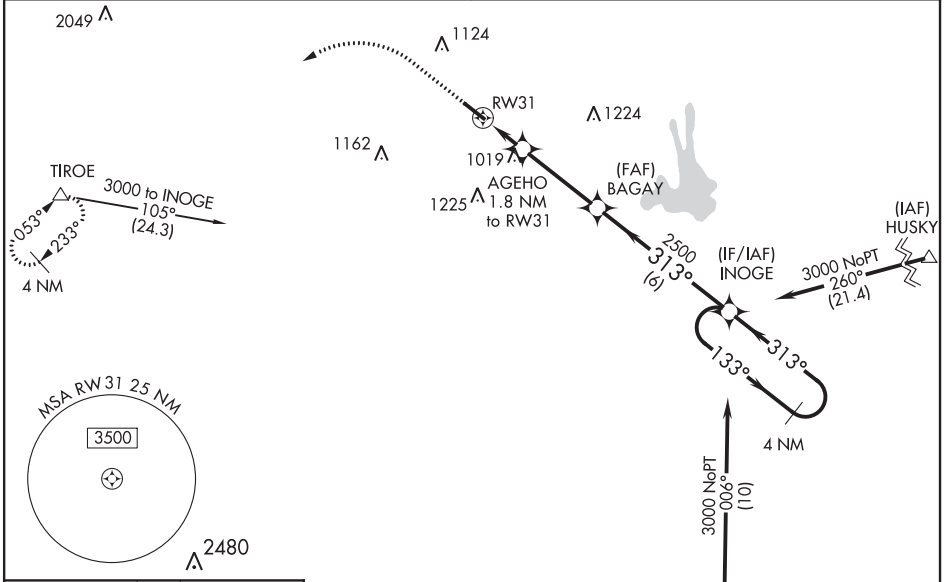 2049
1124
RW31
1224
1162
1019
AGEHO
1.8 NM
to RW31
1225
(FAF)
BAGAY
TIROE
3000 to INOGE
105°
(24.3)
053°
233°
4 NM
2500
313°
(6)
(IF/IAF)
INOGE
(IAF)
HUSKY
3000 NoPT
260°
(21.4)
133°
313°
4 NM
3000 NoPT
006°
(10)
MSA RW31 25 NM
3500
2480